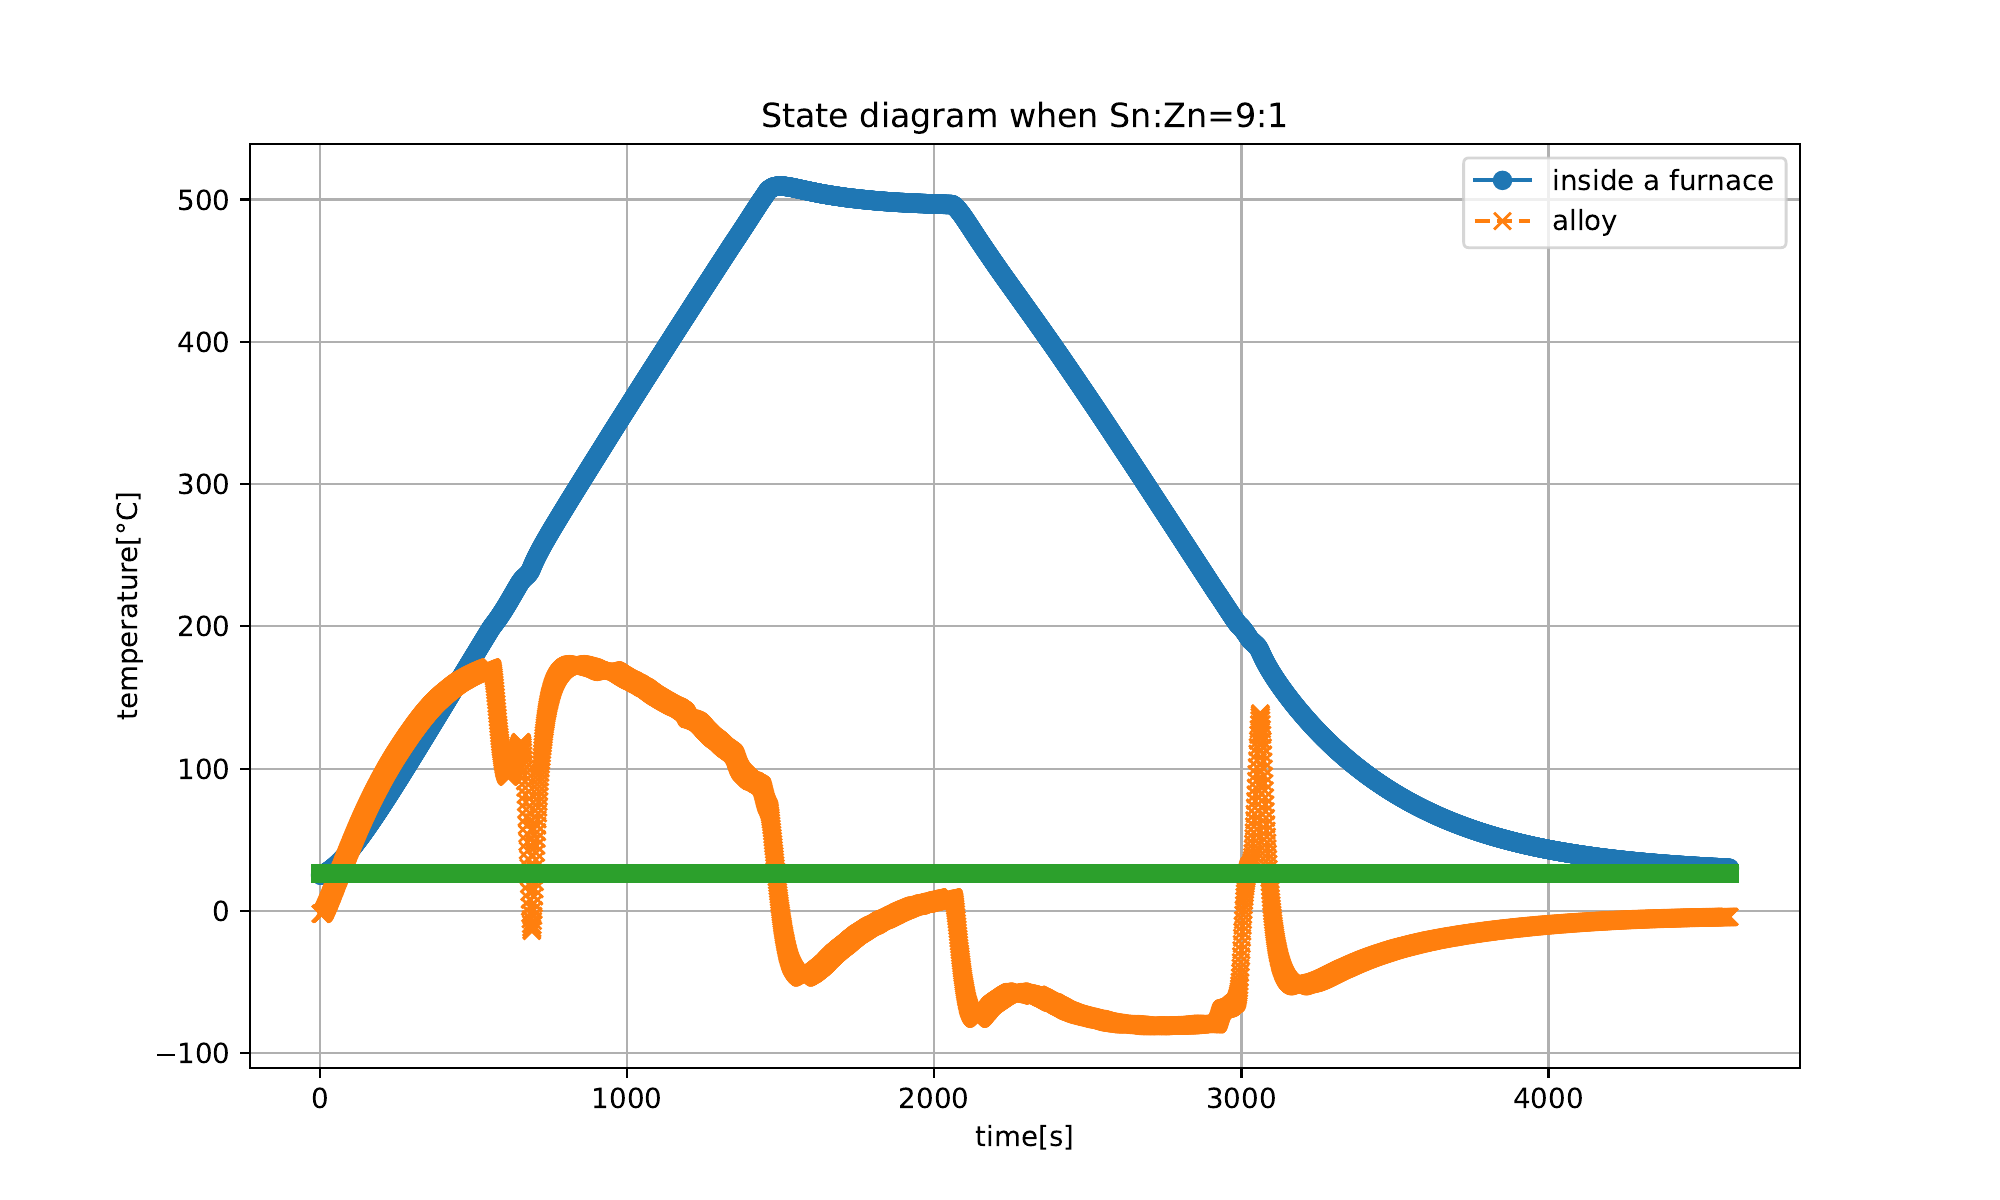 State diagram when Sn:Zn=9:1
inside a furnace
alloy
temperature[°C]
500
400
300
200
100
0
−100
0 1000 2000 3000 4000
time[s]